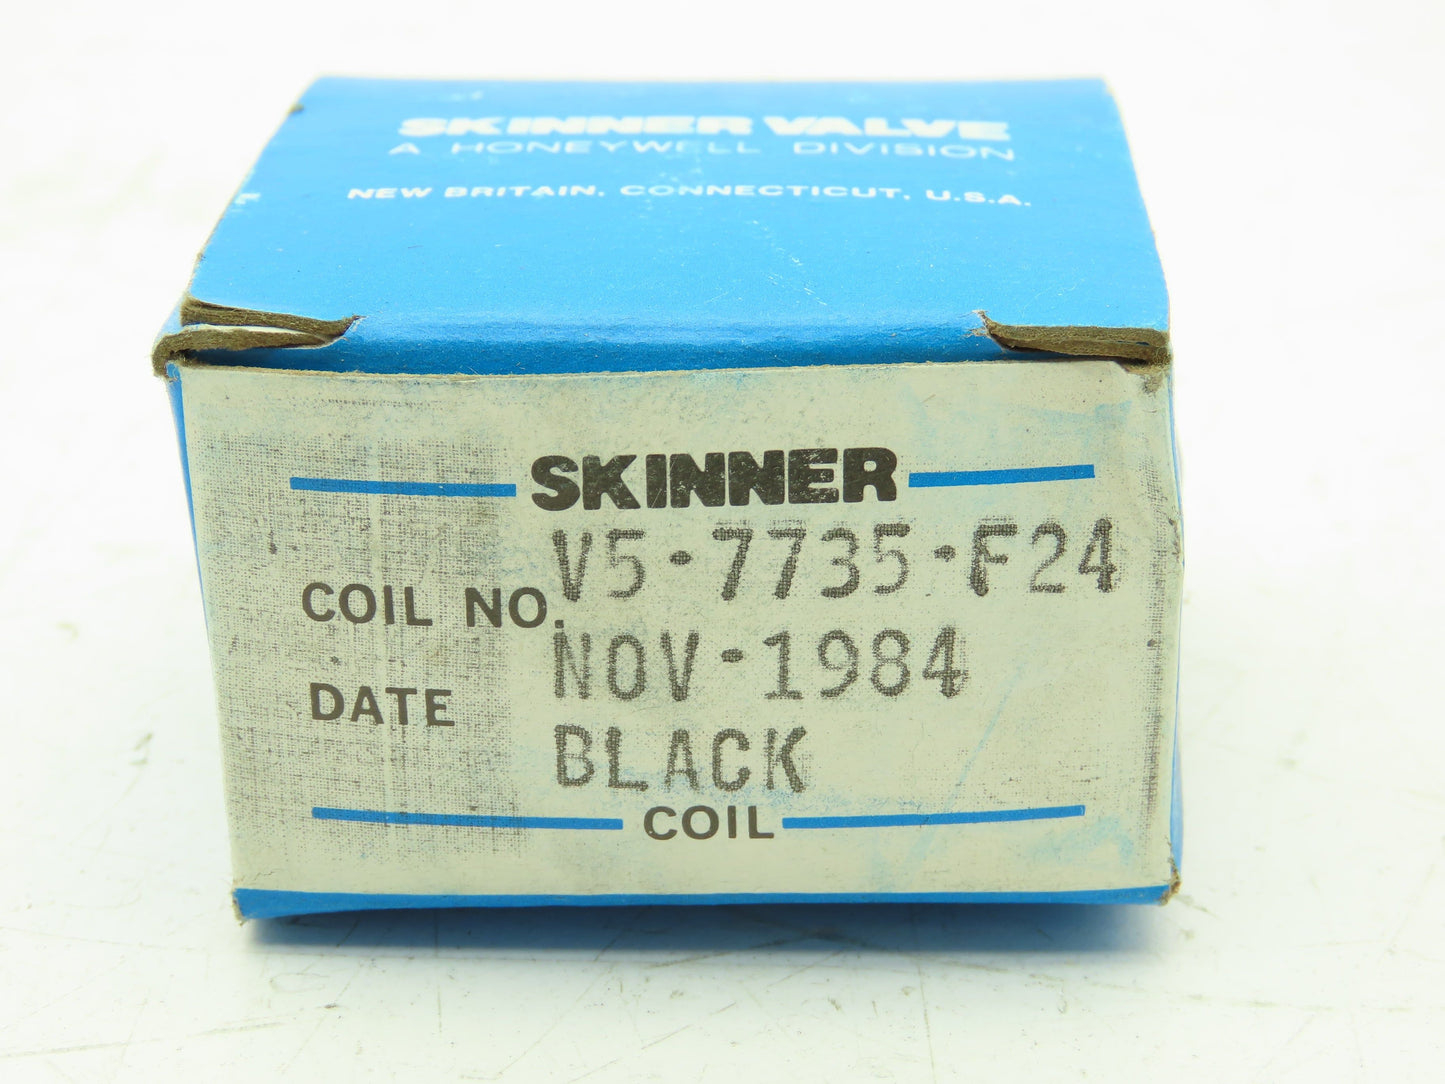 SKINNER VALVE
A HONEYWELL DIVISION
NEW BRITAIN, CONNECTICUT, U.S.A.
SKINNER
COIL NO. V5-7735-F24
DATE NOV-1984
BLACK
COIL